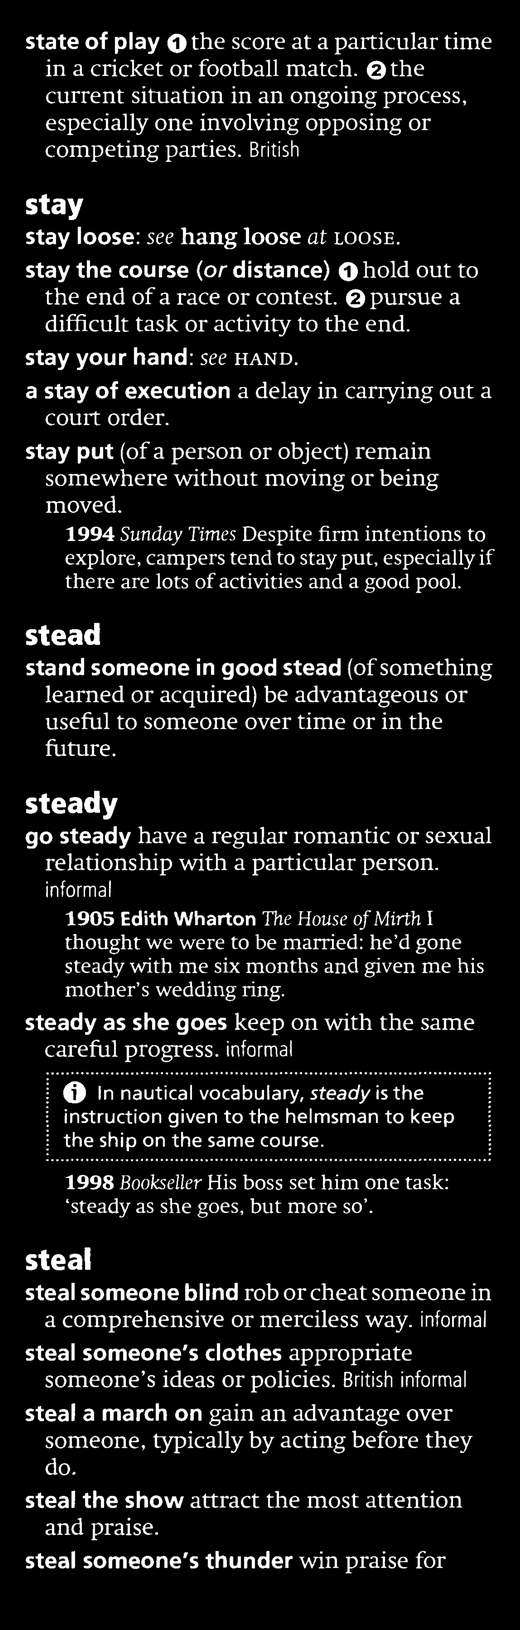 state of play ❶ the score at a particular time
in a cricket or football match. ❷ the
current situation in an ongoing process,
especially one involving opposing or
competing parties. British
stay
stay loose: see hang loose at LOOSE.
stay the course (or distance) ❶ hold out to
the end of a race or contest. ❷ pursue a
difficult task or activity to the end.
stay your hand: see HAND.
a stay of execution a delay in carrying out a
court order.
stay put (of a person or object) remain
somewhere without moving or being
moved.
1994 Sunday Times Despite firm intentions to
explore, campers tend to stay put, especially if
there are lots of activities and a good pool.
stead
stand someone in good stead (of something
learned or acquired) be advantageous or
useful to someone over time or in the
future.
steady
go steady have a regular romantic or sexual
relationship with a particular person.
informal
1905 Edith Wharton The House of Mirth I
thought we were to be married: he'd gone
steady with me six months and given me his
mother's wedding ring.
steady as she goes keep on with the same
careful progress. informal
i In nautical vocabulary, steady is the
instruction given to the helmsman to keep
the ship on the same course.
1998 Bookseller His boss set him one task:
‘steady as she goes, but more so’.
steal
steal someone blind rob or cheat someone in
a comprehensive or merciless way. informal
steal someone's clothes appropriate
someone's ideas or policies. British informal
steal a march on gain an advantage over
someone, typically by acting before they
do.
steal the show attract the most attention
and praise.
steal someone's thunder win praise for